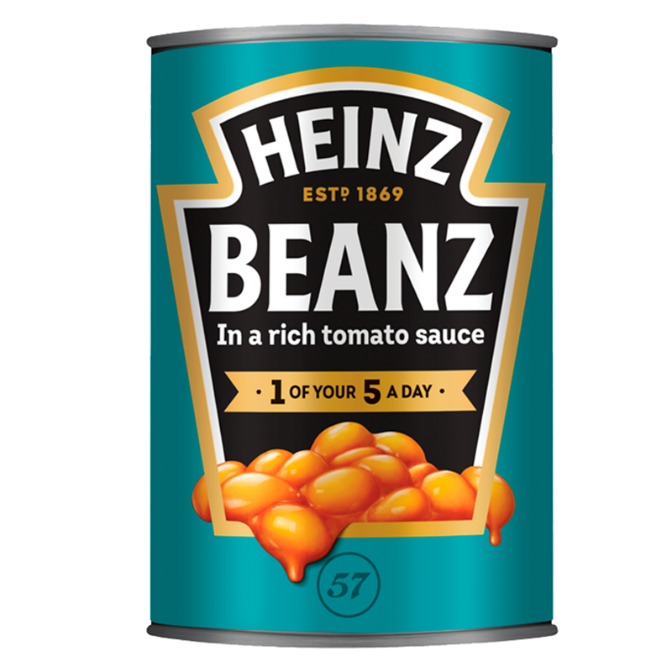 HEINZ
ESTD 1869
BEANZ
In a rich tomato sauce
· 1 OF YOUR 5 A DAY ·
57